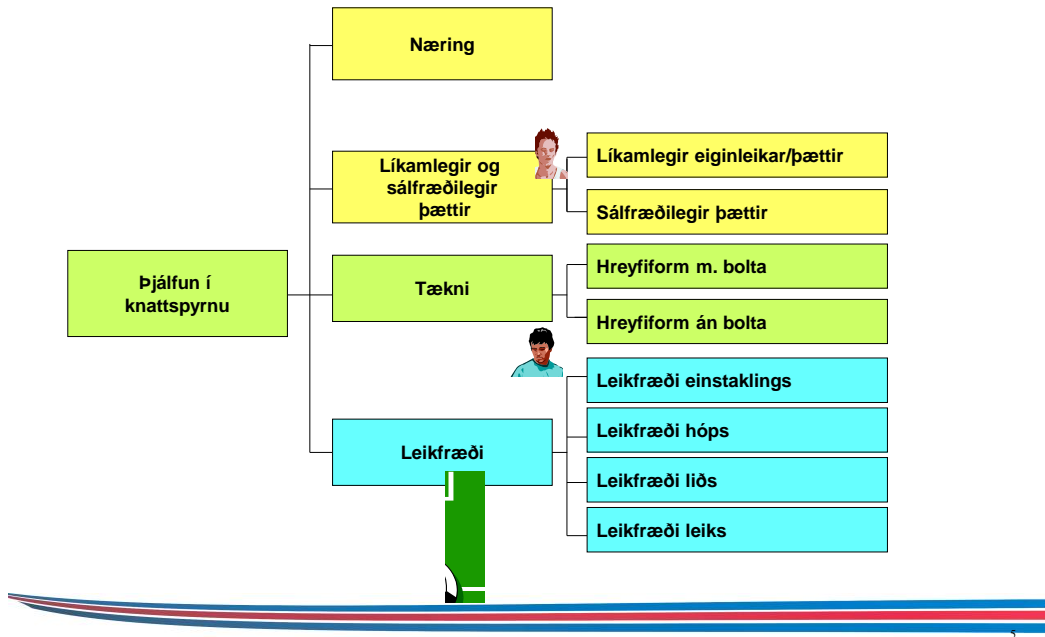 Næring
Líkamlegir og
sálfræðilegir
þættir
Líkamlegir eiginleikar/þættir
Sálfræðilegir þættir
Þjálfun í
knattspyrnu
Tækni
Hreyfiform m. bolta
Hreyfiform án bolta
Leikfræði
Leikfræði einstaklings
Leikfræði hóps
Leikfræði liðs
Leikfræði leiks
5